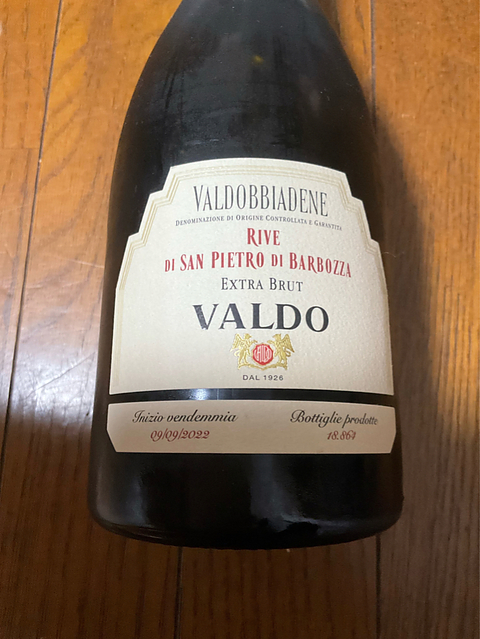 VALDOBBIADENE
DENOMINAZIONE DI ORIGINE CONTROLLATA E GARANTITA
RIVE
DI SAN PIETRO DI BARBOZZA
EXTRA BRUT
VALDO
VALDO
DAL 1926
Inizio vendemmia
09/09/2022
Bottiglie prodotte
18.864